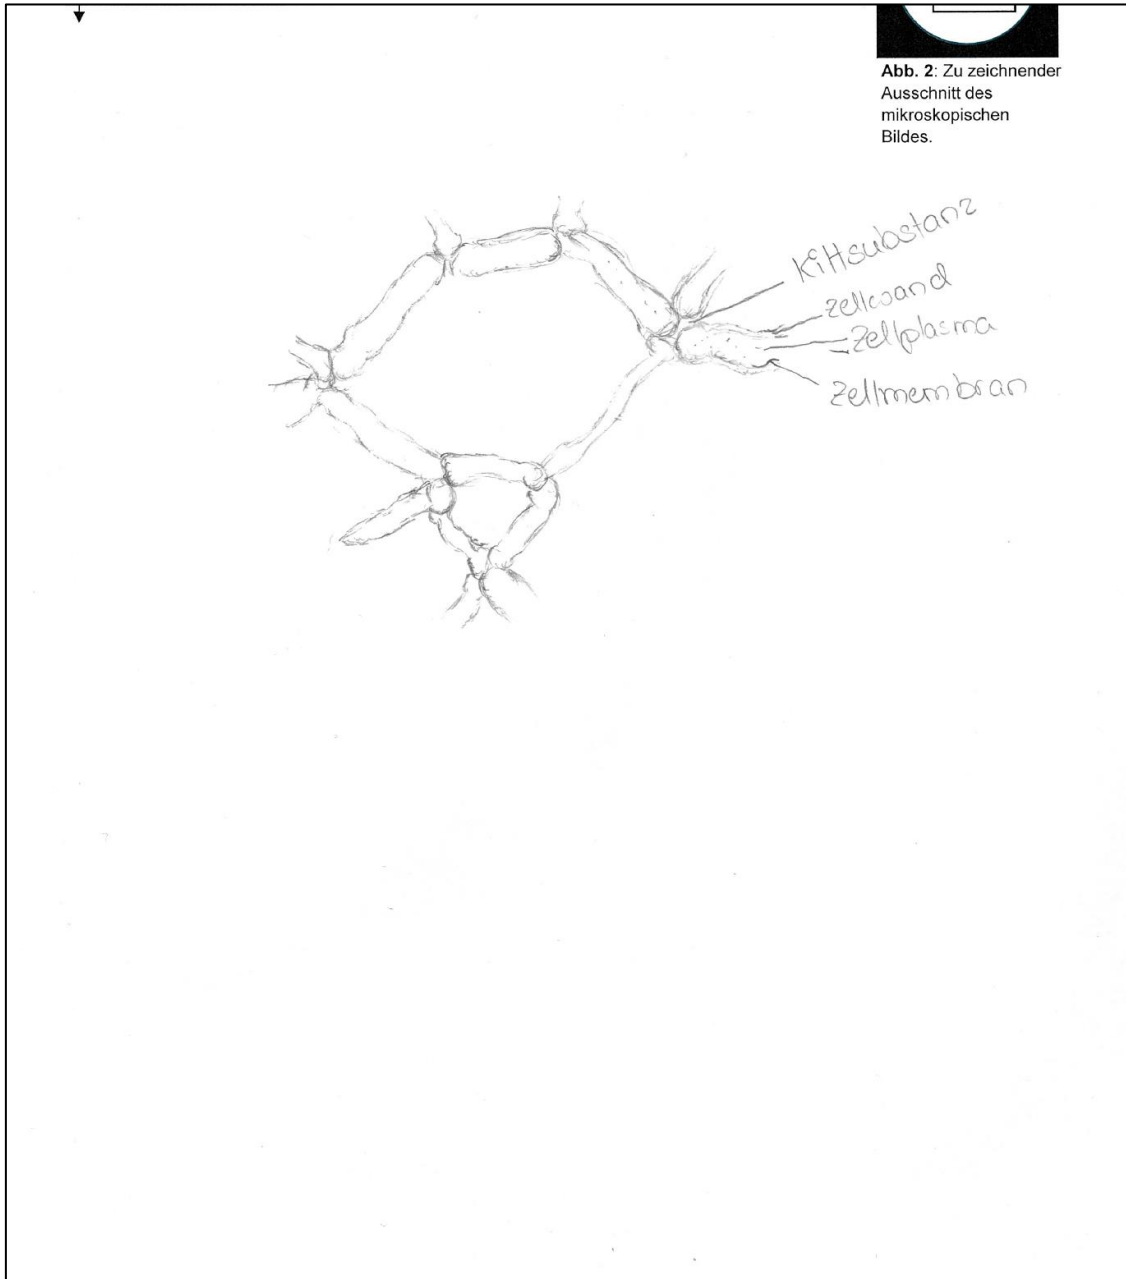 Abb. 2: Zu zeichnender
Ausschnitt des
mikroskopischen
Bildes.
Kittsubstanz
Zellwand
Zellplasma
Zellmembran